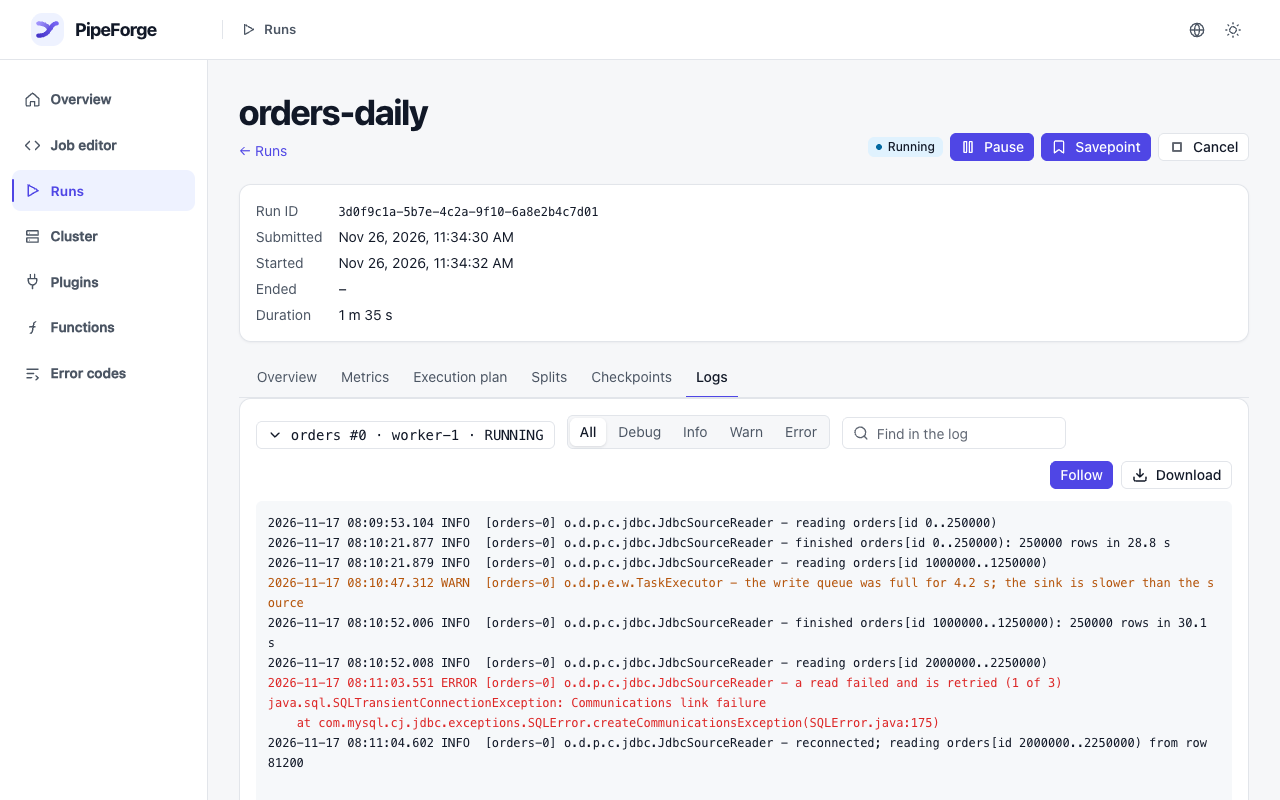 PipeForge
Runs
Overview
Job editor
Runs
Cluster
Plugins
Functions
Error codes
orders-daily
← Runs
Running
Pause
Savepoint
Cancel
Run ID 3d0f9c1a-5b7e-4c2a-9f10-6a8e2b4c7d01
Submitted Nov 26, 2026, 11:34:30 AM
Started Nov 26, 2026, 11:34:32 AM
Ended –
Duration 1 m 35 s
Overview Metrics Execution plan Splits Checkpoints Logs
orders #0 · worker-1 · RUNNING
All Debug Info Warn Error
Find in the log
Follow
Download
2026-11-17 08:09:53.104 INFO  [orders-0] o.d.p.c.jdbc.JdbcSourceReader - reading orders[id 0..250000)
2026-11-17 08:10:21.877 INFO  [orders-0] o.d.p.c.jdbc.JdbcSourceReader - finished orders[id 0..250000): 250000 rows in 28.8 s
2026-11-17 08:10:21.879 INFO  [orders-0] o.d.p.c.jdbc.JdbcSourceReader - reading orders[id 1000000..1250000)
2026-11-17 08:10:47.312 WARN  [orders-0] o.d.p.e.w.TaskExecutor - the write queue was full for 4.2 s; the sink is slower than the s
ource
2026-11-17 08:10:52.006 INFO  [orders-0] o.d.p.c.jdbc.JdbcSourceReader - finished orders[id 1000000..1250000): 250000 rows in 30.1
s
2026-11-17 08:10:52.008 INFO  [orders-0] o.d.p.c.jdbc.JdbcSourceReader - reading orders[id 2000000..2250000)
2026-11-17 08:11:03.551 ERROR [orders-0] o.d.p.c.jdbc.JdbcSourceReader - a read failed and is retried (1 of 3)
java.sql.SQLTransientConnectionException: Communications link failure
    at com.mysql.cj.jdbc.exceptions.SQLError.createCommunicationsException(SQLError.java:175)
2026-11-17 08:11:04.602 INFO  [orders-0] o.d.p.c.jdbc.JdbcSourceReader - reconnected; reading orders[id 2000000..2250000) from row
81200